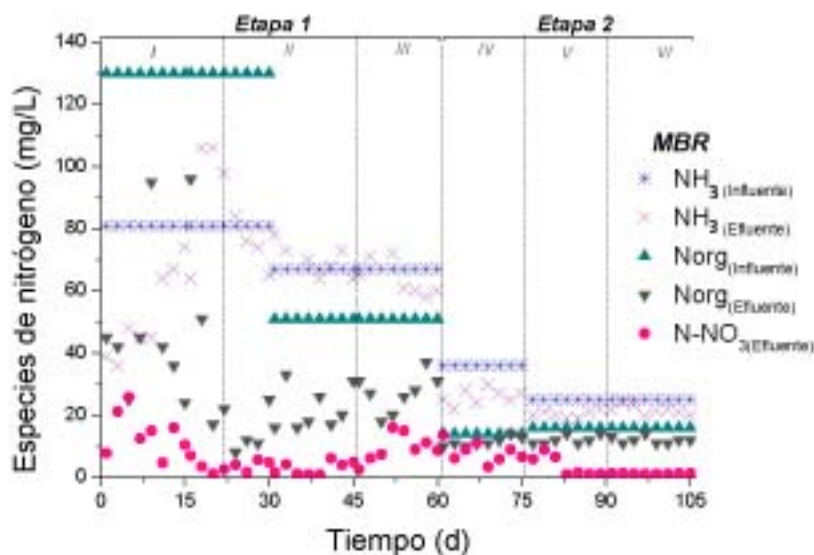 Etapa 1 Etapa 2
I II III IV V VI
Especies de nitrógeno (mg/L)
140
120
100
80
60
40
20
0
0 15 30 45 60 75 90 105
Tiempo (d)
MBR
NH3 (Influente)
NH3 (Efluente)
Norg(Influente)
Norg(Efluente)
N-NO3(Efluente)